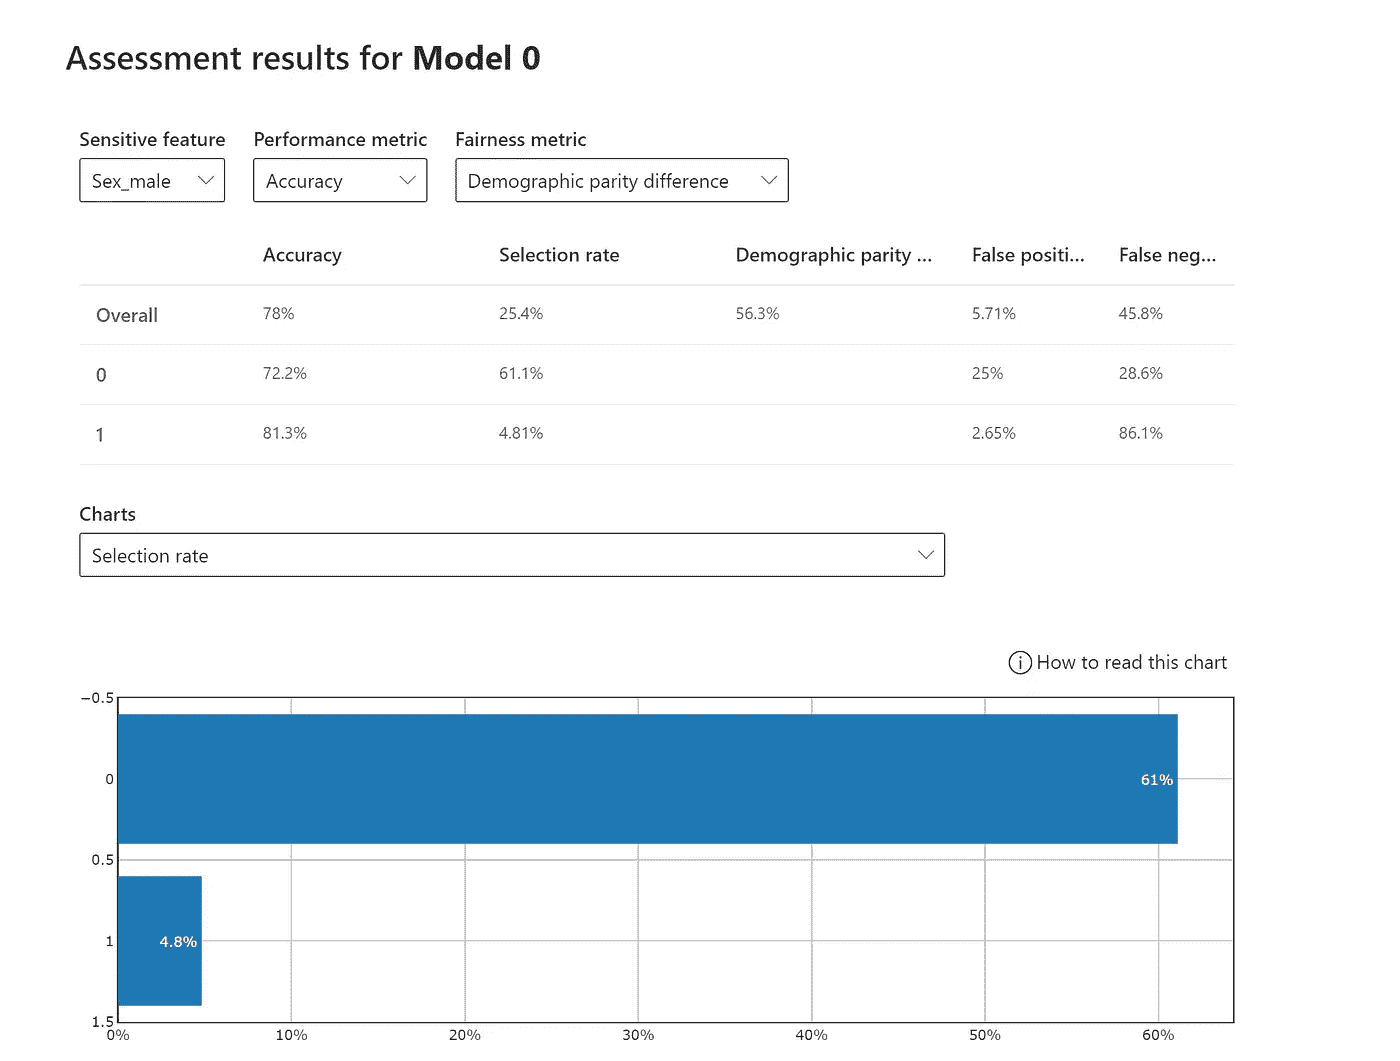 Assessment results for Model 0
Sensitive feature Performance metric Fairness metric
Sex_male Accuracy Demographic parity difference
Accuracy Selection rate Demographic parity ... False positi... False neg...
Overall 78% 25.4% 56.3% 5.71% 45.8%
0 72.2% 61.1% 25% 28.6%
1 81.3% 4.81% 2.65% 86.1%
Charts
Selection rate
How to read this chart
−0.5
0 61%
0.5
1 4.8%
1.5
0% 10% 20% 30% 40% 50% 60%